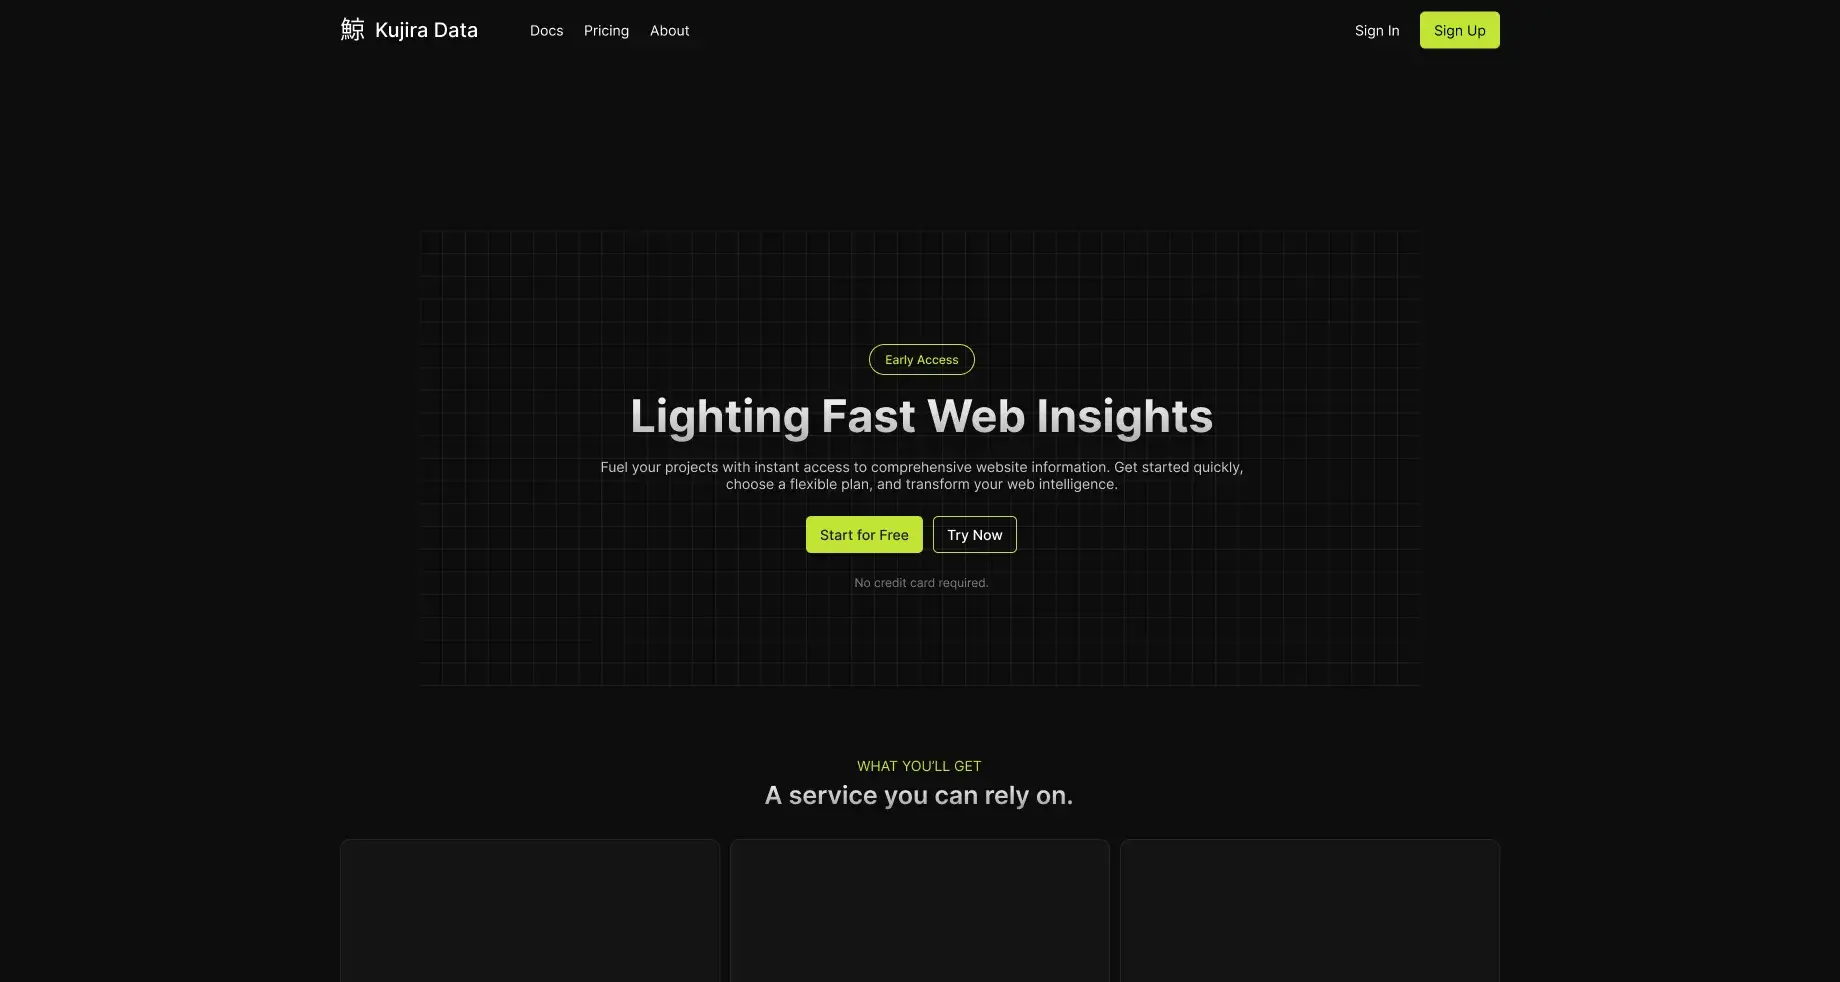 鯨 Kujira Data
Docs Pricing About
Sign In Sign Up
Early Access
Lighting Fast Web Insights
Fuel your projects with instant access to comprehensive website information. Get started quickly,
choose a flexible plan, and transform your web intelligence.
Start for Free Try Now
No credit card required.
WHAT YOU'LL GET
A service you can rely on.